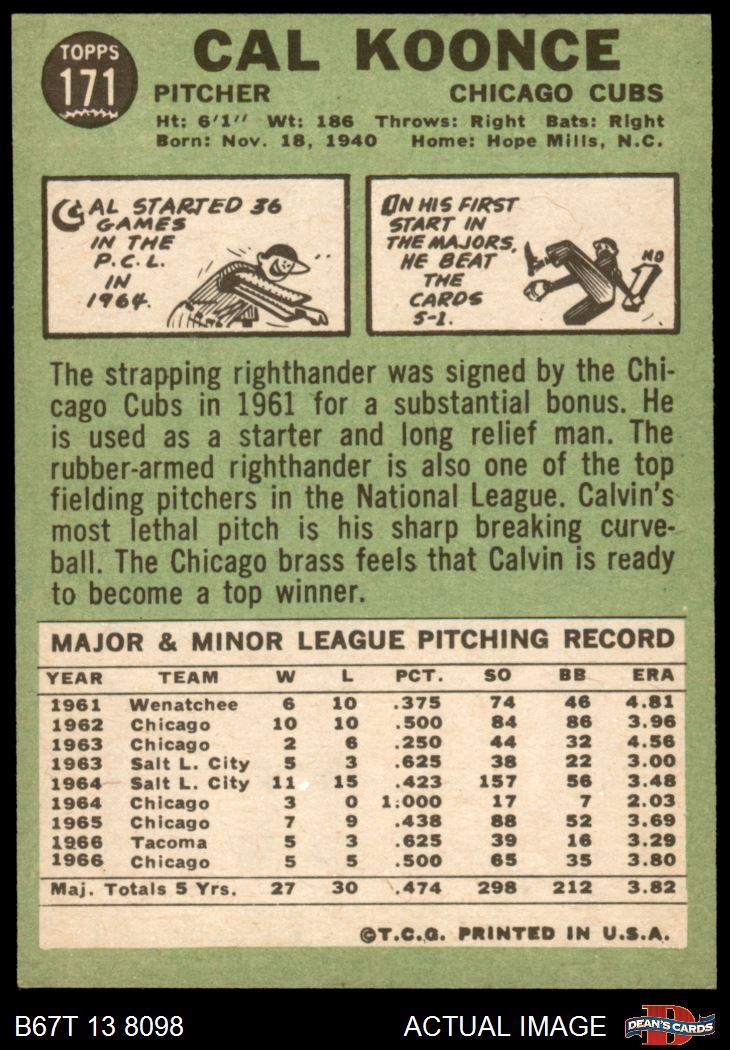 TOPPS
171
CAL KOONCE
PITCHER CHICAGO CUBS
Ht: 6'1'' Wt: 186 Throws: Right Bats: Right
Born: Nov. 18, 1940 Home: Hope Mills, N.C.
CAL STARTED 36
GAMES
IN THE
P.C.L.
IN
1964.
ON HIS FIRST
START IN
THE MAJORS,
HE BEAT
THE
CARDS
5-1.
NO
The strapping righthander was signed by the Chi-
cago Cubs in 1961 for a substantial bonus. He
is used as a starter and long relief man. The
rubber-armed righthander is also one of the top
fielding pitchers in the National League. Calvin's
most lethal pitch is his sharp breaking curve-
ball. The Chicago brass feels that Calvin is ready
to become a top winner.
MAJOR & MINOR LEAGUE PITCHING RECORD
YEAR TEAM W L PCT. SO BB ERA
1961 Wenatchee 6 10 .375 74 46 4.81
1962 Chicago 10 10 .500 84 86 3.96
1963 Chicago 2 6 .250 44 32 4.56
1963 Salt L. City 5 3 .625 38 22 3.00
1964 Salt L. City 11 15 .423 157 56 3.48
1964 Chicago 3 0 1.000 17 7 2.03
1965 Chicago 7 9 .438 88 52 3.69
1966 Tacoma 5 3 .625 39 16 3.29
1966 Chicago 5 5 .500 65 35 3.80
Maj. Totals 5 Yrs. 27 30 .474 298 212 3.82
©T.C.G. PRINTED IN U.S.A.
B67T 13 8098 ACTUAL IMAGE
D
DEAN'S CARDS